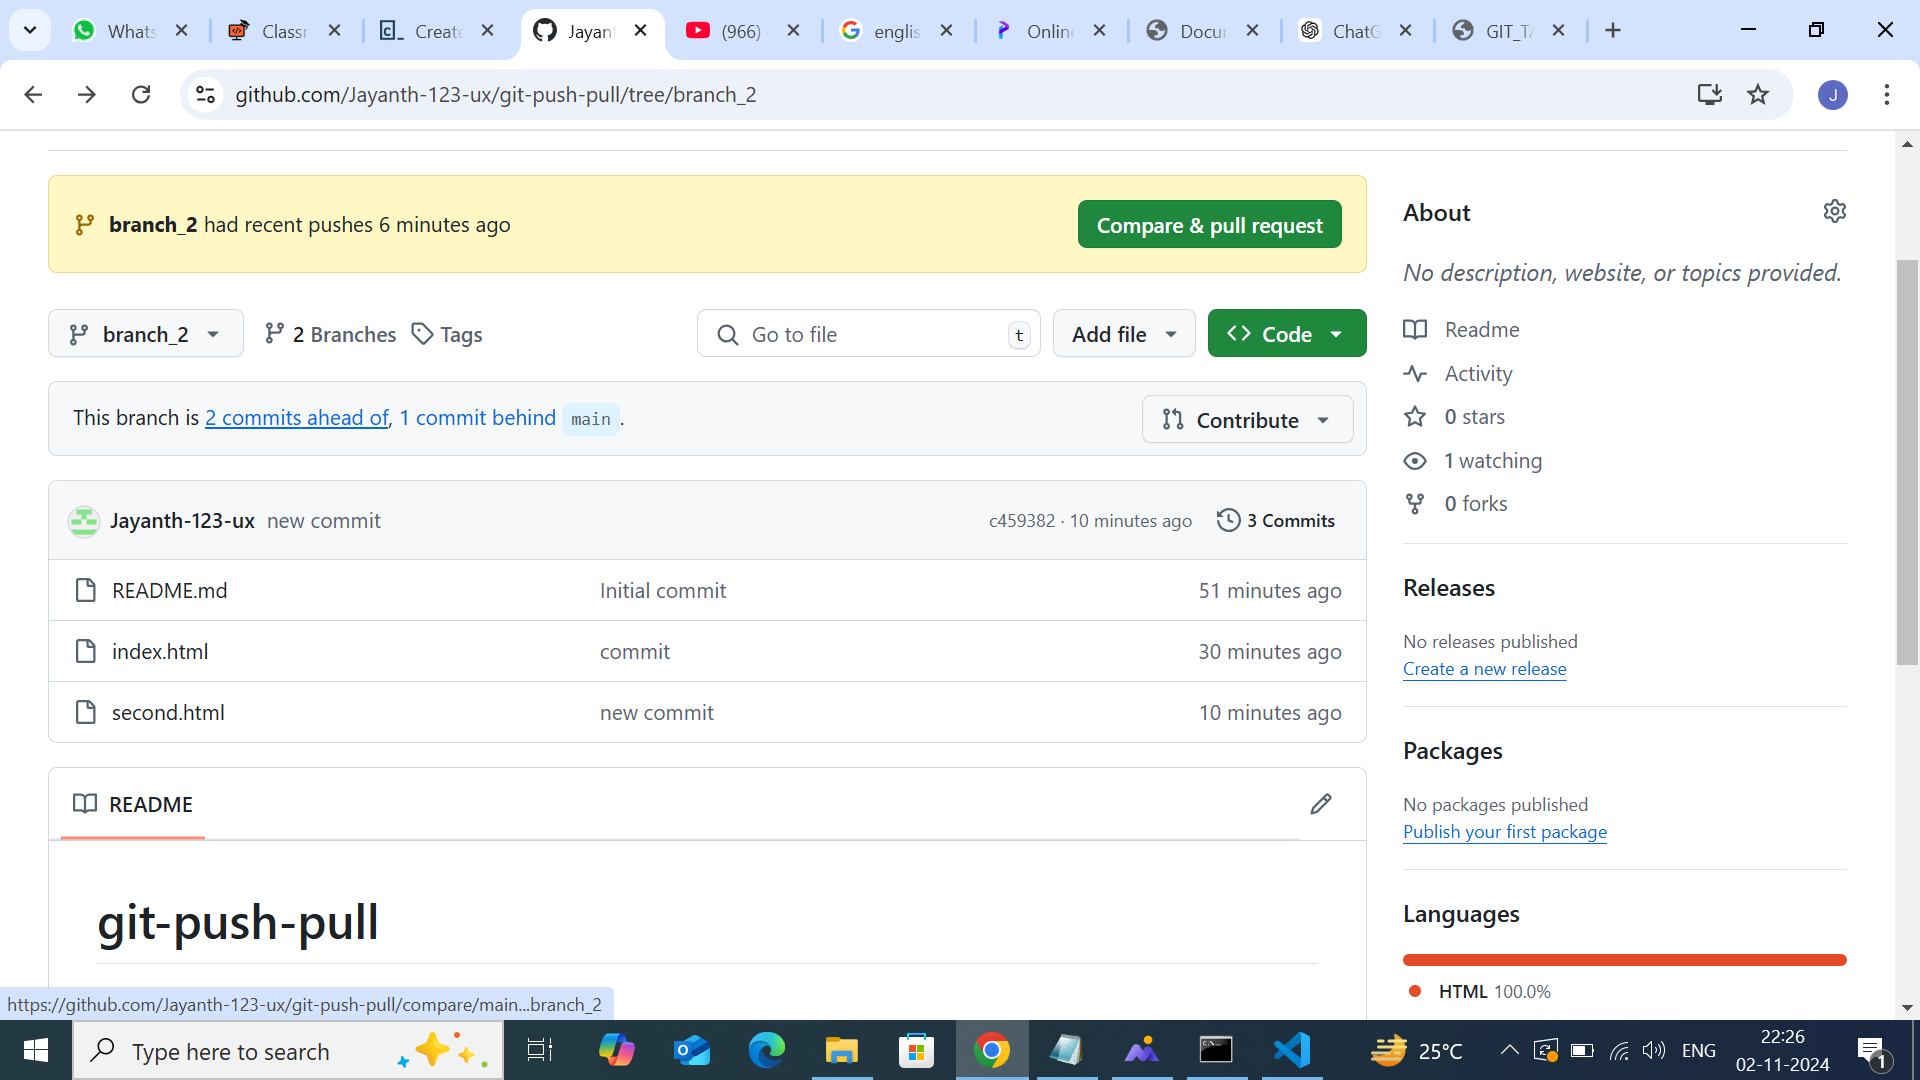 Whats
Classr
Create
Jayant
(966)
englis
Online
Docur
ChatG
GIT_TA
github.com/Jayanth-123-ux/git-push-pull/tree/branch_2
J
branch_2 had recent pushes 6 minutes ago
Compare & pull request
About
No description, website, or topics provided.
branch_2
2 Branches
Tags
Go to file
t
Add file
Code
Readme
Activity
This branch is 2 commits ahead of, 1 commit behind main .
Contribute
0 stars
1 watching
0 forks
Jayanth-123-ux new commit
c459382 · 10 minutes ago
3 Commits
README.md
Initial commit
51 minutes ago
index.html
commit
30 minutes ago
second.html
new commit
10 minutes ago
Releases
No releases published
Create a new release
Packages
No packages published
Publish your first package
README
git-push-pull
Languages
HTML 100.0%
https://github.com/Jayanth-123-ux/git-push-pull/compare/main...branch_2
Type here to search
25°C
ENG
22:26
02-11-2024
1